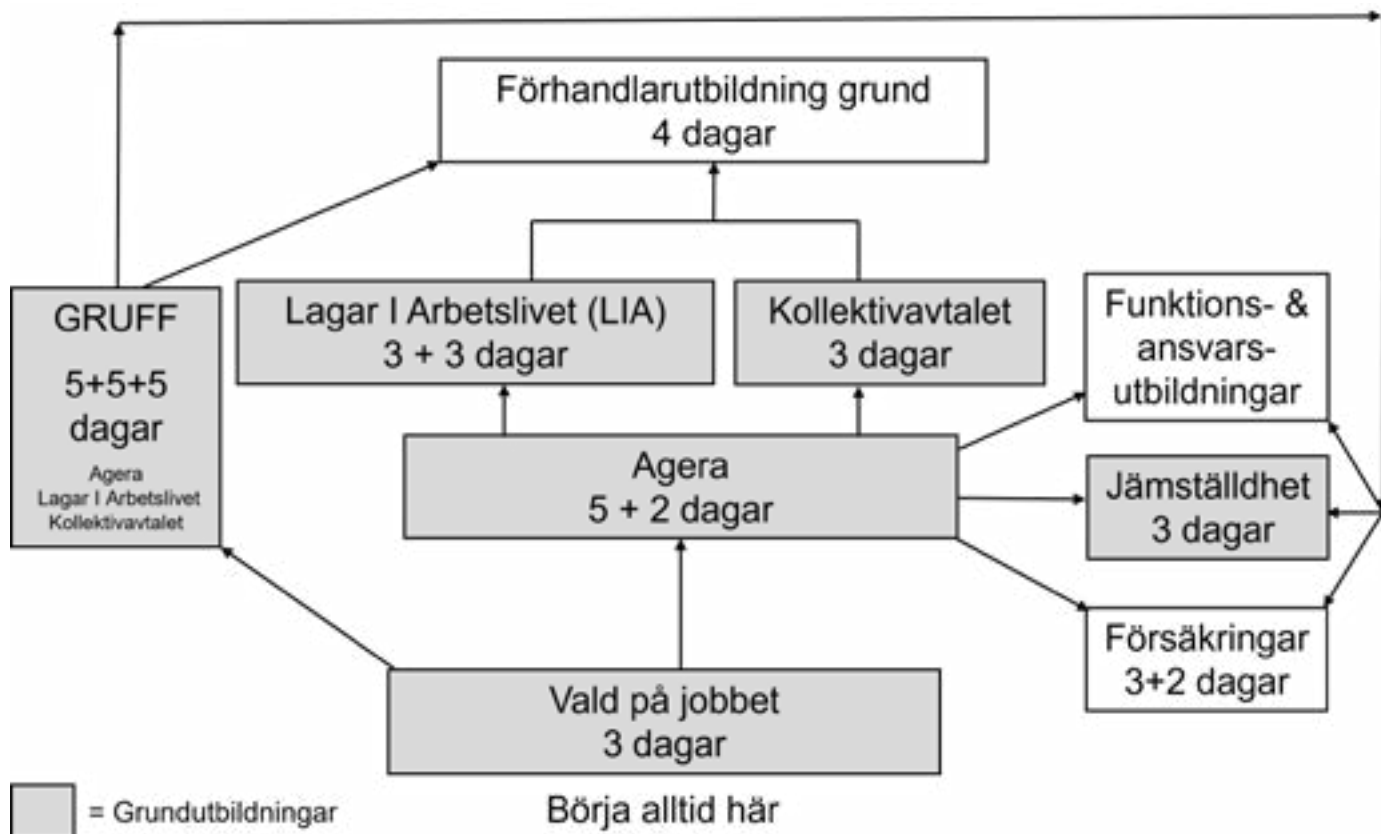 Förhandlarutbildning grund
4 dagar
GRUFF
5+5+5
dagar
Agera
Lagar I Arbetslivet
Kollektivavtalet
Lagar I Arbetslivet (LIA)
3 + 3 dagar
Kollektivavtalet
3 dagar
Funktions- &
ansvars-
utbildningar
Agera
5 + 2 dagar
Jämställdhet
3 dagar
Försäkringar
3+2 dagar
Vald på jobbet
3 dagar
= Grundutbildningar
Börja alltid här